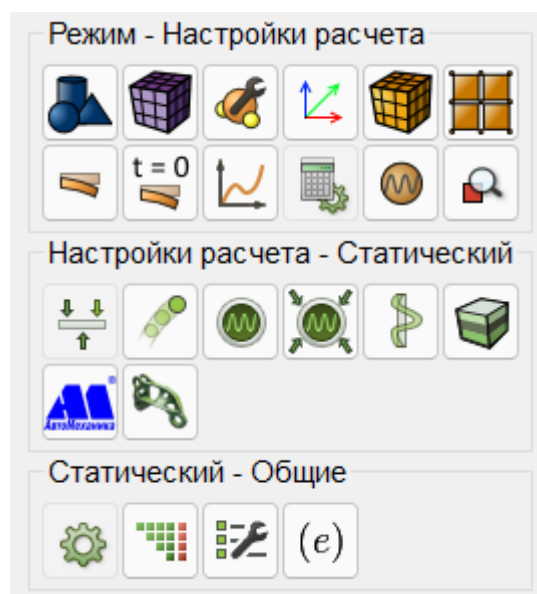 Режим - Настройки расчета
t = 0
Настройки расчета - Статический
АвтоМеханика
Статический - Общие
(e)